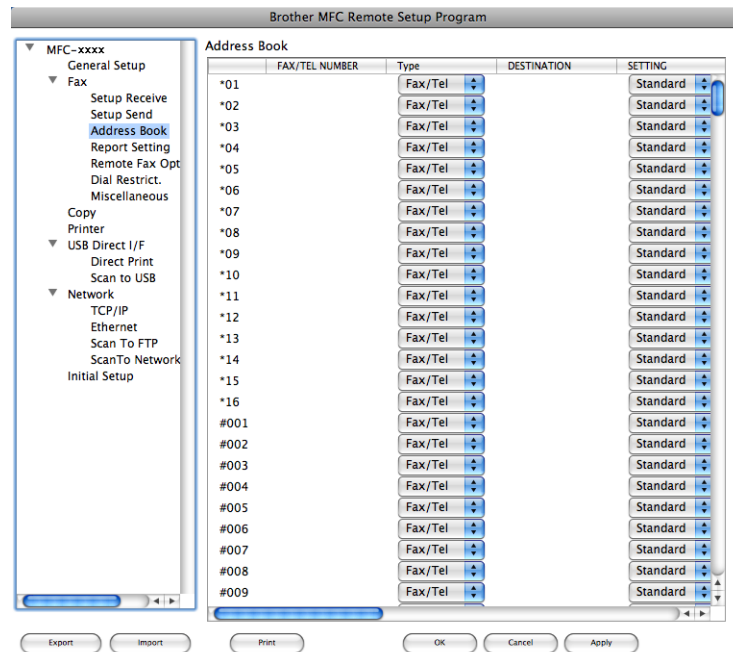 Brother MFC Remote Setup Program
MFC-xxxx
General Setup
Fax
Setup Receive
Setup Send
Address Book
Report Setting
Remote Fax Opt
Dial Restrict.
Miscellaneous
Copy
Printer
USB Direct I/F
Direct Print
Scan to USB
Network
TCP/IP
Ethernet
Scan To FTP
ScanTo Network
Initial Setup
Address Book
FAX/TEL NUMBER Type DESTINATION SETTING
*01 Fax/Tel Standard
*02 Fax/Tel Standard
*03 Fax/Tel Standard
*04 Fax/Tel Standard
*05 Fax/Tel Standard
*06 Fax/Tel Standard
*07 Fax/Tel Standard
*08 Fax/Tel Standard
*09 Fax/Tel Standard
*10 Fax/Tel Standard
*11 Fax/Tel Standard
*12 Fax/Tel Standard
*13 Fax/Tel Standard
*14 Fax/Tel Standard
*15 Fax/Tel Standard
*16 Fax/Tel Standard
#001 Fax/Tel Standard
#002 Fax/Tel Standard
#003 Fax/Tel Standard
#004 Fax/Tel Standard
#005 Fax/Tel Standard
#006 Fax/Tel Standard
#007 Fax/Tel Standard
#008 Fax/Tel Standard
#009 Fax/Tel Standard
Export Import Print OK Cancel Apply